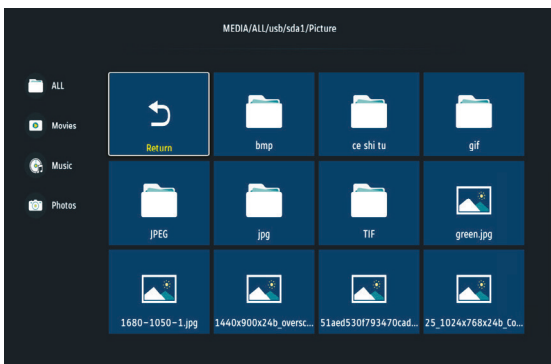 MEDIA/ALL/usb/sda1/Picture
ALL
Movies
Music
Photos
Return
bmp
ce shi tu
gif
JPEG
jpg
TIF
green.jpg
1680-1050-1.jpg
1440x900x24b_oversc...
51aed530f793470cad...
25_1024x768x24b_Co...